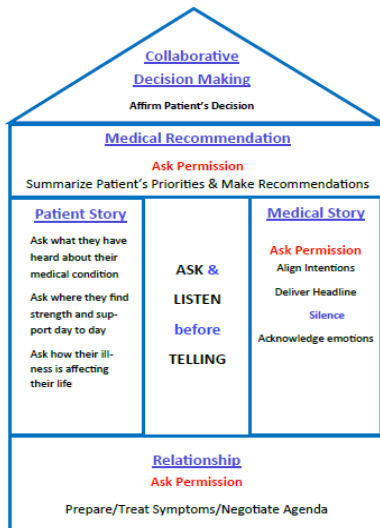 Collaborative
Decision Making
Affirm Patient's Decision
Medical Recommendation
Ask Permission
Summarize Patient's Priorities & Make Recommendations
Patient Story
Ask what they have
heard about their
medical condition
Ask where they find
strength and sup-
port day to day
Ask how their ill-
ness is affecting
their life
ASK &
LISTEN
before
TELLING
Medical Story
Ask Permission
Align Intentions
Deliver Headline
Silence
Acknowledge emotions
Relationship
Ask Permission
Prepare/Treat Symptoms/Negotiate Agenda